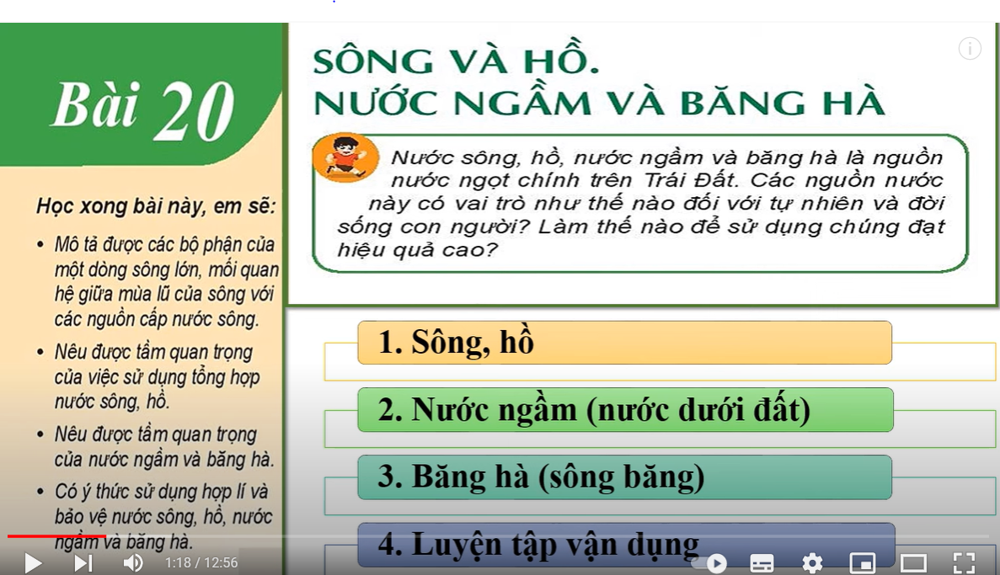 Bài 20
Học xong bài này, em sẽ:
• Mô tả được các bộ phận của
một dòng sông lớn, mối quan
hệ giữa mùa lũ của sông với
các nguồn cấp nước sông.
• Nêu được tầm quan trọng
của việc sử dụng tổng hợp
nước sông, hồ.
• Nêu được tầm quan trọng
của nước ngầm và băng hà.
• Có ý thức sử dụng hợp lí và
bảo vệ nước sông, hồ, nước
ngầm và băng hà.
SÔNG VÀ HỒ.
NƯỚC NGẦM VÀ BĂNG HÀ
Nước sông, hồ, nước ngầm và băng hà là nguồn
nước ngọt chính trên Trái Đất. Các nguồn nước
này có vai trò như thế nào đối với tự nhiên và đời
sống con người? Làm thế nào để sử dụng chúng đạt
hiệu quả cao?
1. Sông, hồ
2. Nước ngầm (nước dưới đất)
3. Băng hà (sông băng)
4. Luyện tập vận dụng
1:18 / 12:56